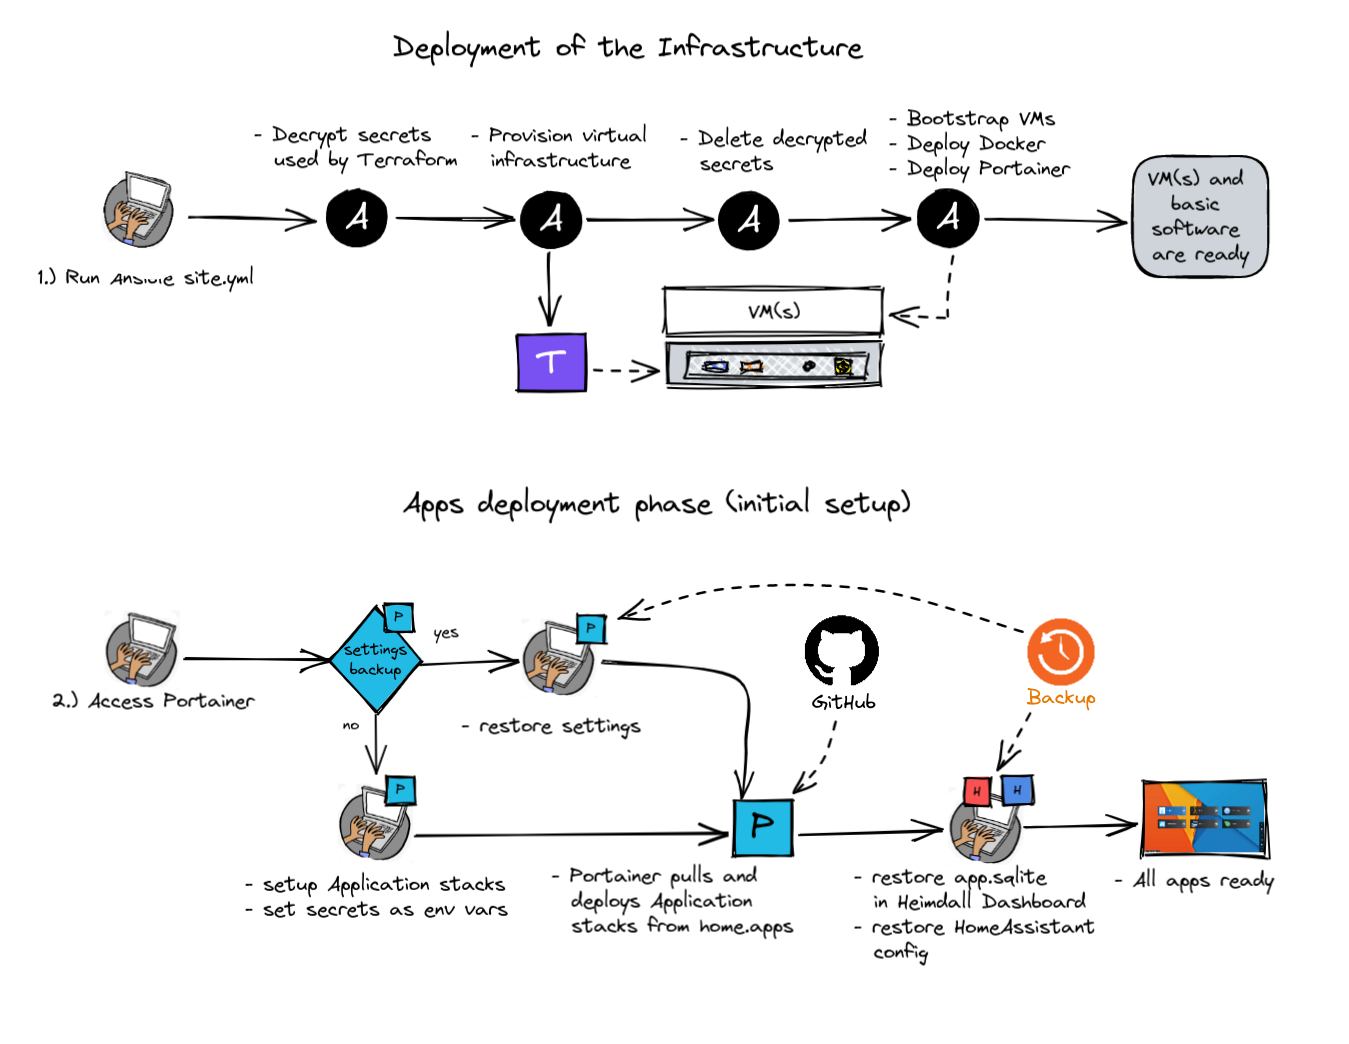 Deployment of the Infrastructure
- Decrypt secrets
used by Terraform
- Provision virtual
infrastructure
- Delete decrypted
secrets
- Bootstrap VMs
- Deploy Docker
- Deploy Portainer
A
A
A
A
VM(s) and
basic
software
are ready
1.) Run Ansible site.yml
T
VM(s)
Apps deployment phase (initial setup)
2.) Access Portainer
P
settings
backup
yes
no
P
- restore settings
GitHub
Backup
P
- setup Application stacks
- set secrets as env vars
P
- Portainer pulls and
deploys Application
stacks from home.apps
H
H
- restore app.sqlite
in Heimdall Dashboard
- restore HomeAssistant
config
- All apps ready